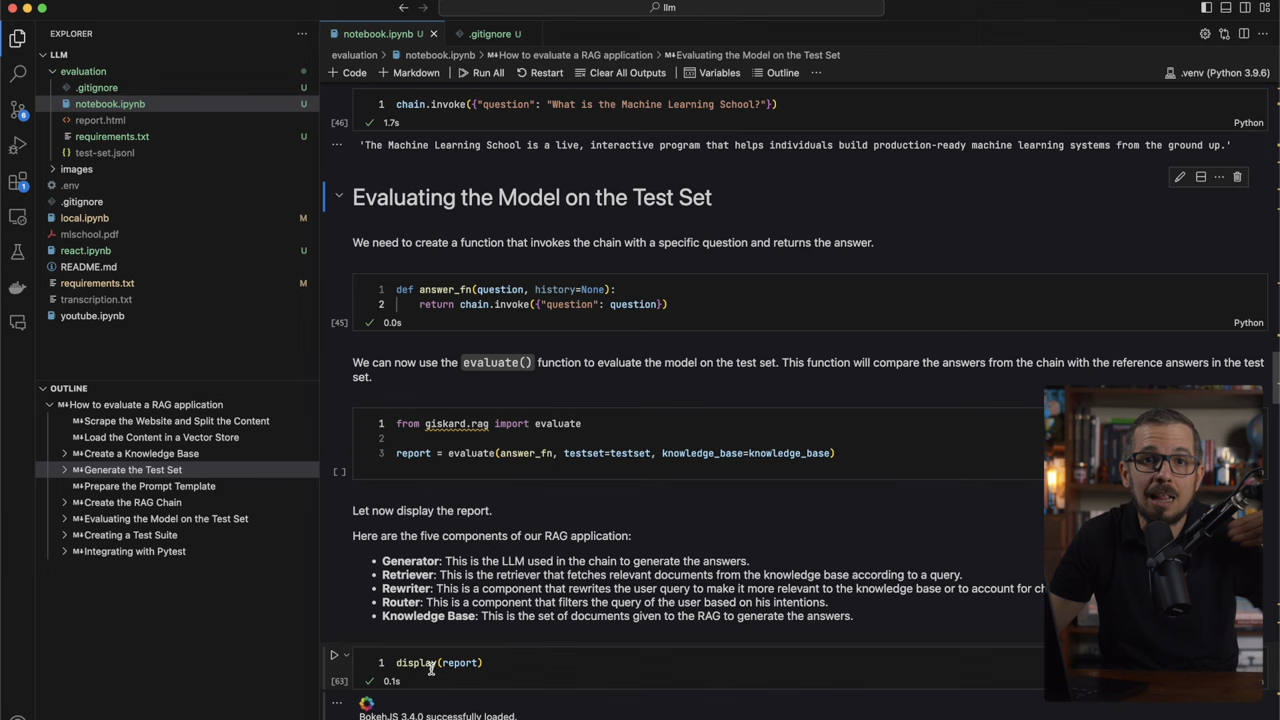 llm
EXPLORER
LLM
evaluation
.gitignore U
notebook.ipynb U
report.html
requirements.txt U
test-set.jsonl
images
.env
.gitignore
local.ipynb M
mlschool.pdf
react.ipynb U
README.md
requirements.txt M
transcription.txt
youtube.ipynb
6
1
OUTLINE
How to evaluate a RAG application
Scrape the Website and Split the Content
Load the Content in a Vector Store
Create a Knowledge Base
Generate the Test Set
Prepare the Prompt Template
Create the RAG Chain
Evaluating the Model on the Test Set
Creating a Test Suite
Integrating with Pytest
notebook.ipynb U
.gitignore U
evaluation > notebook.ipynb > How to evaluate a RAG application > Evaluating the Model on the Test Set
+ Code + Markdown Run All Restart Clear All Outputs Variables Outline ... .venv (Python 3.9.6)
1 chain.invoke({"question": "What is the Machine Learning School?"})
[46] 1.7s Python
... 'The Machine Learning School is a live, interactive program that helps individuals build production-ready machine learning systems from the ground up.'
Evaluating the Model on the Test Set
We need to create a function that invokes the chain with a specific question and returns the answer.
1 def answer_fn(question, history=None):
2 return chain.invoke({"question": question})
[45] 0.0s Python
We can now use the evaluate() function to evaluate the model on the test set. This function will compare the answers from the chain with the reference answers in the test
set.
1 from giskard.rag import evaluate
2
3 report = evaluate(answer_fn, testset=testset, knowledge_base=knowledge_base)
[ ]
Let now display the report.
Here are the five components of our RAG application:
• Generator: This is the LLM used in the chain to generate the answers.
• Retriever: This is the retriever that fetches relevant documents from the knowledge base according to a query.
• Rewriter: This is a component that rewrites the user query to make it more relevant to the knowledge base or to account for ch
• Router: This is a component that filters the query of the user based on his intentions.
• Knowledge Base: This is the set of documents given to the RAG to generate the answers.
1 display(report)
[63] 0.1s
...
BokehJS 3.4.0 successfully loaded.